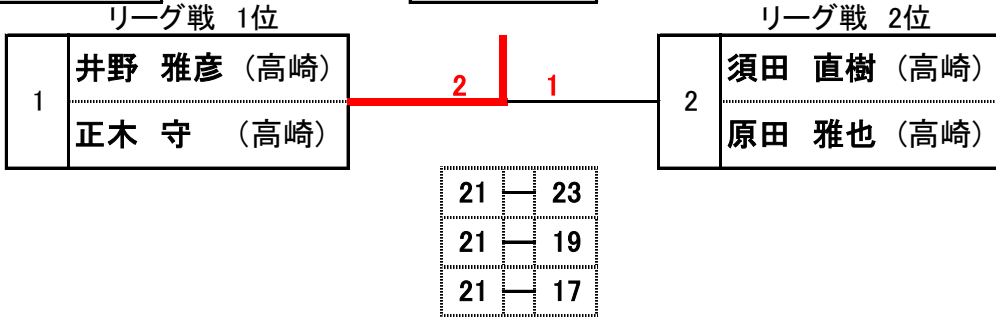 リーグ戦 1位
リーグ戦 2位
1
井野 雅彦 (高崎)
正木 守 (高崎)
2
1
2
須田 直樹 (高崎)
原田 雅也 (高崎)
21 ― 23
21 ― 19
21 ― 17